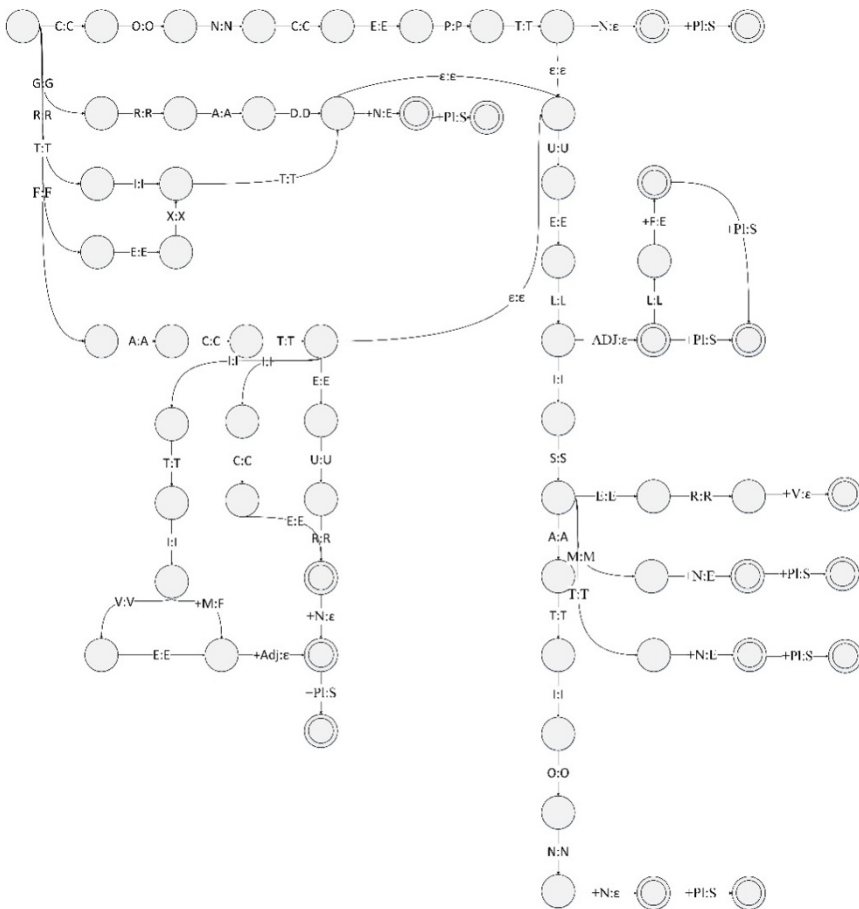 C:C O:O N:N C:C E:E P:P T:T –N:ε +Pl:S
G:G ε:ε ε:ε
R:R R:R A:A D.D +N:E +Pl:S
T:T U:U
F:F I:I T:T
X:X E:E +F:E +Pl:S
E:E
L:L L:L
ε:ε
A:A C:C T:T ADJ:ε +Pl:S
I:I I:I E:E I:I
T:T C:C U:U S:S
E:E R:R E:E R:R +V:ε
I:I A:A M:M +N:E +Pl:S
V:V +M:F +N:ε T:T T:T
E:E +Adj:ε +N:E +Pl:S
–Pl:S I:I
O:O
N:N
+N:ε +Pl:S